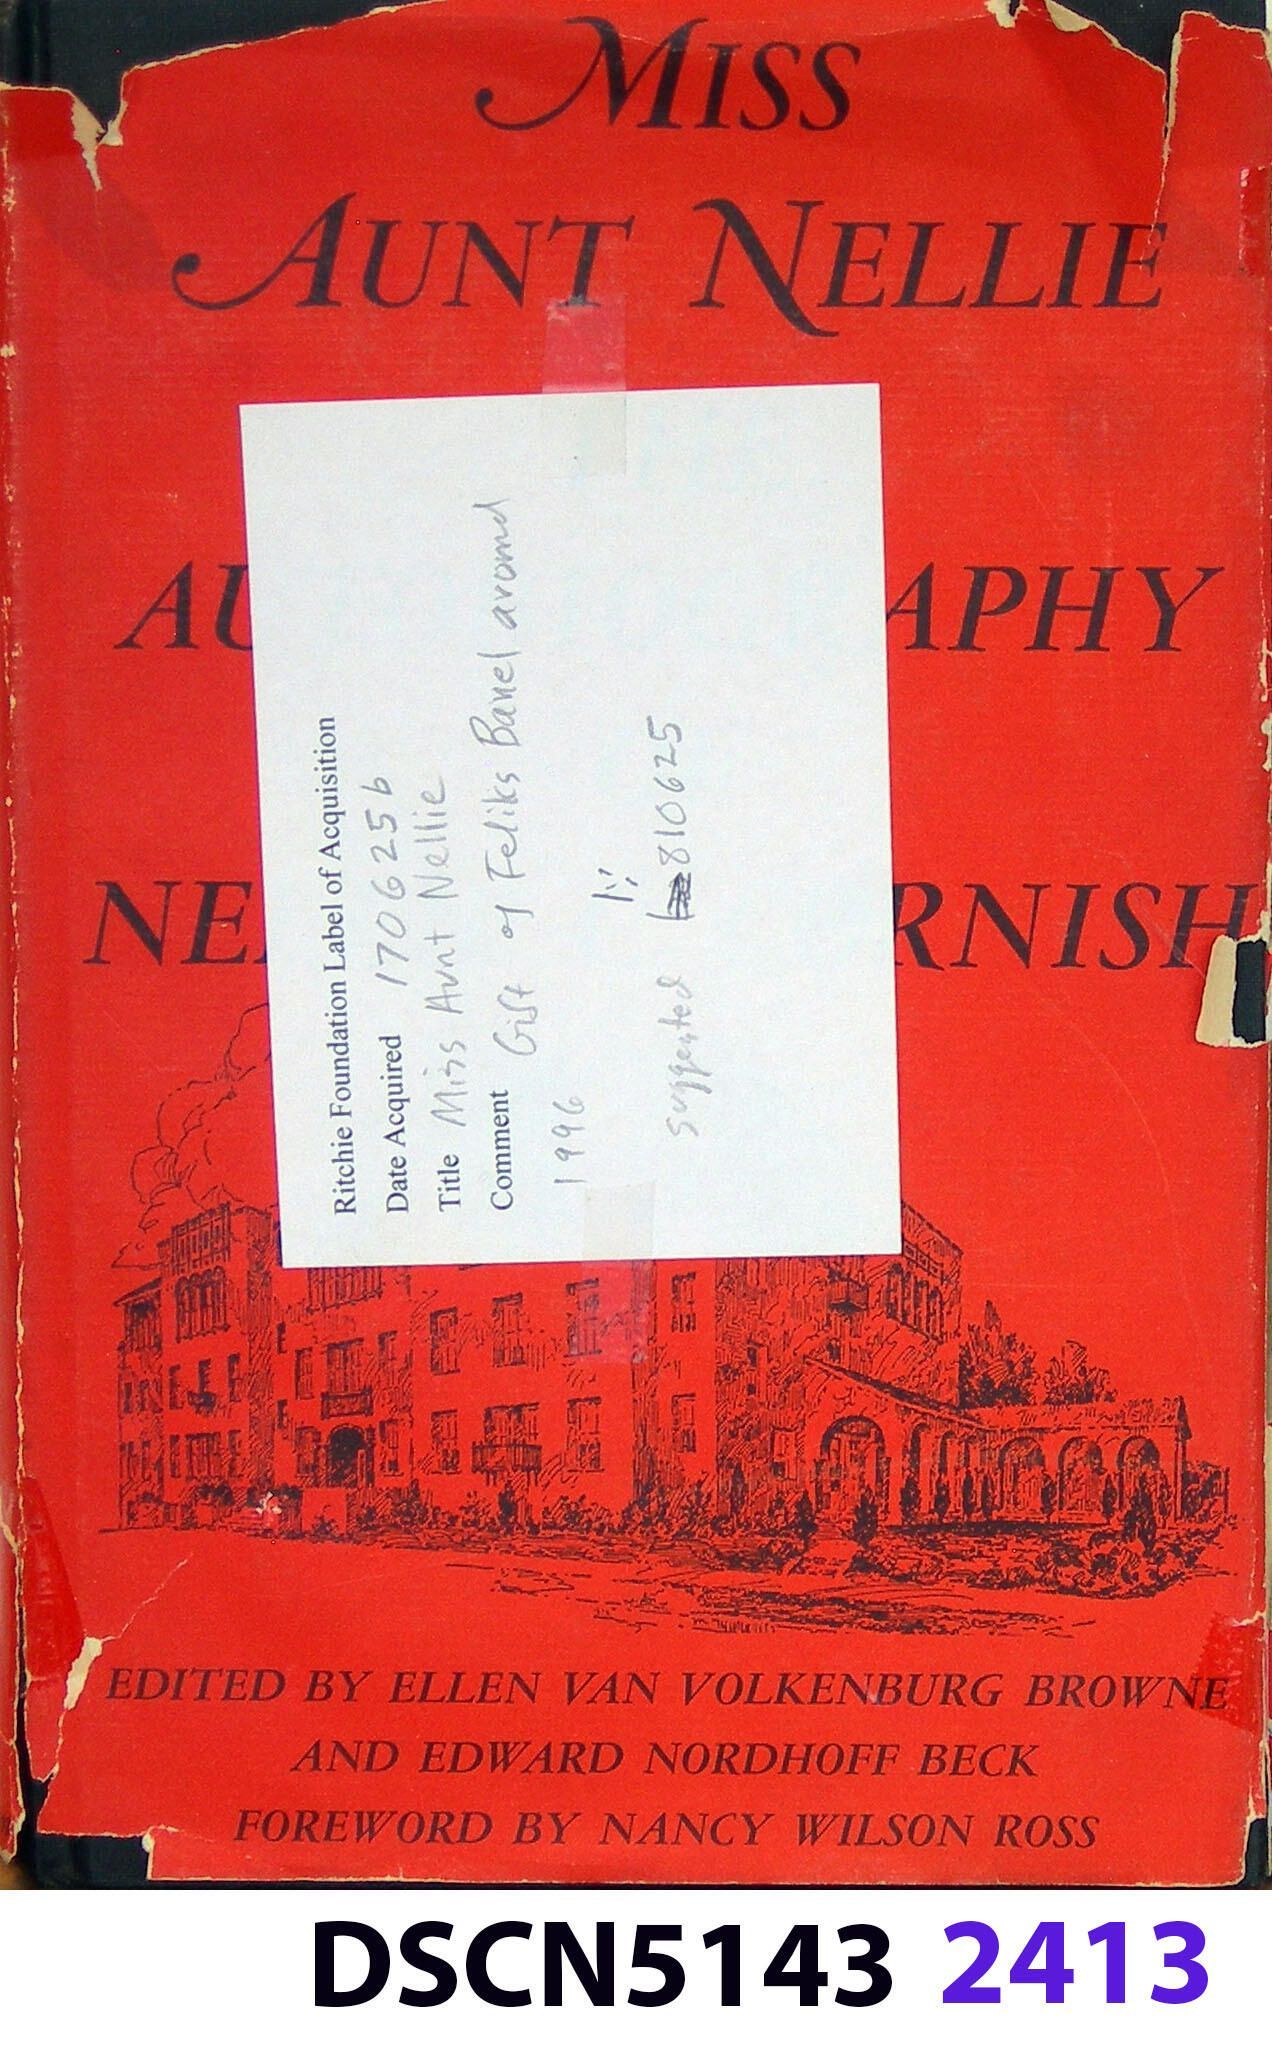 MISS
AUNT NELLIE
AU APHY
NE RNISH
Ritchie Foundation Label of Acquisition
Date Acquired 170625b
Title Miss Aunt Nellie
Comment Gift of Feliks Banel around
1996
suggested 810625
EDITED BY ELLEN VAN VOLKENBURG BROWNE
AND EDWARD NORDHOFF BECK
FOREWORD BY NANCY WILSON ROSS
DSCN5143 2413